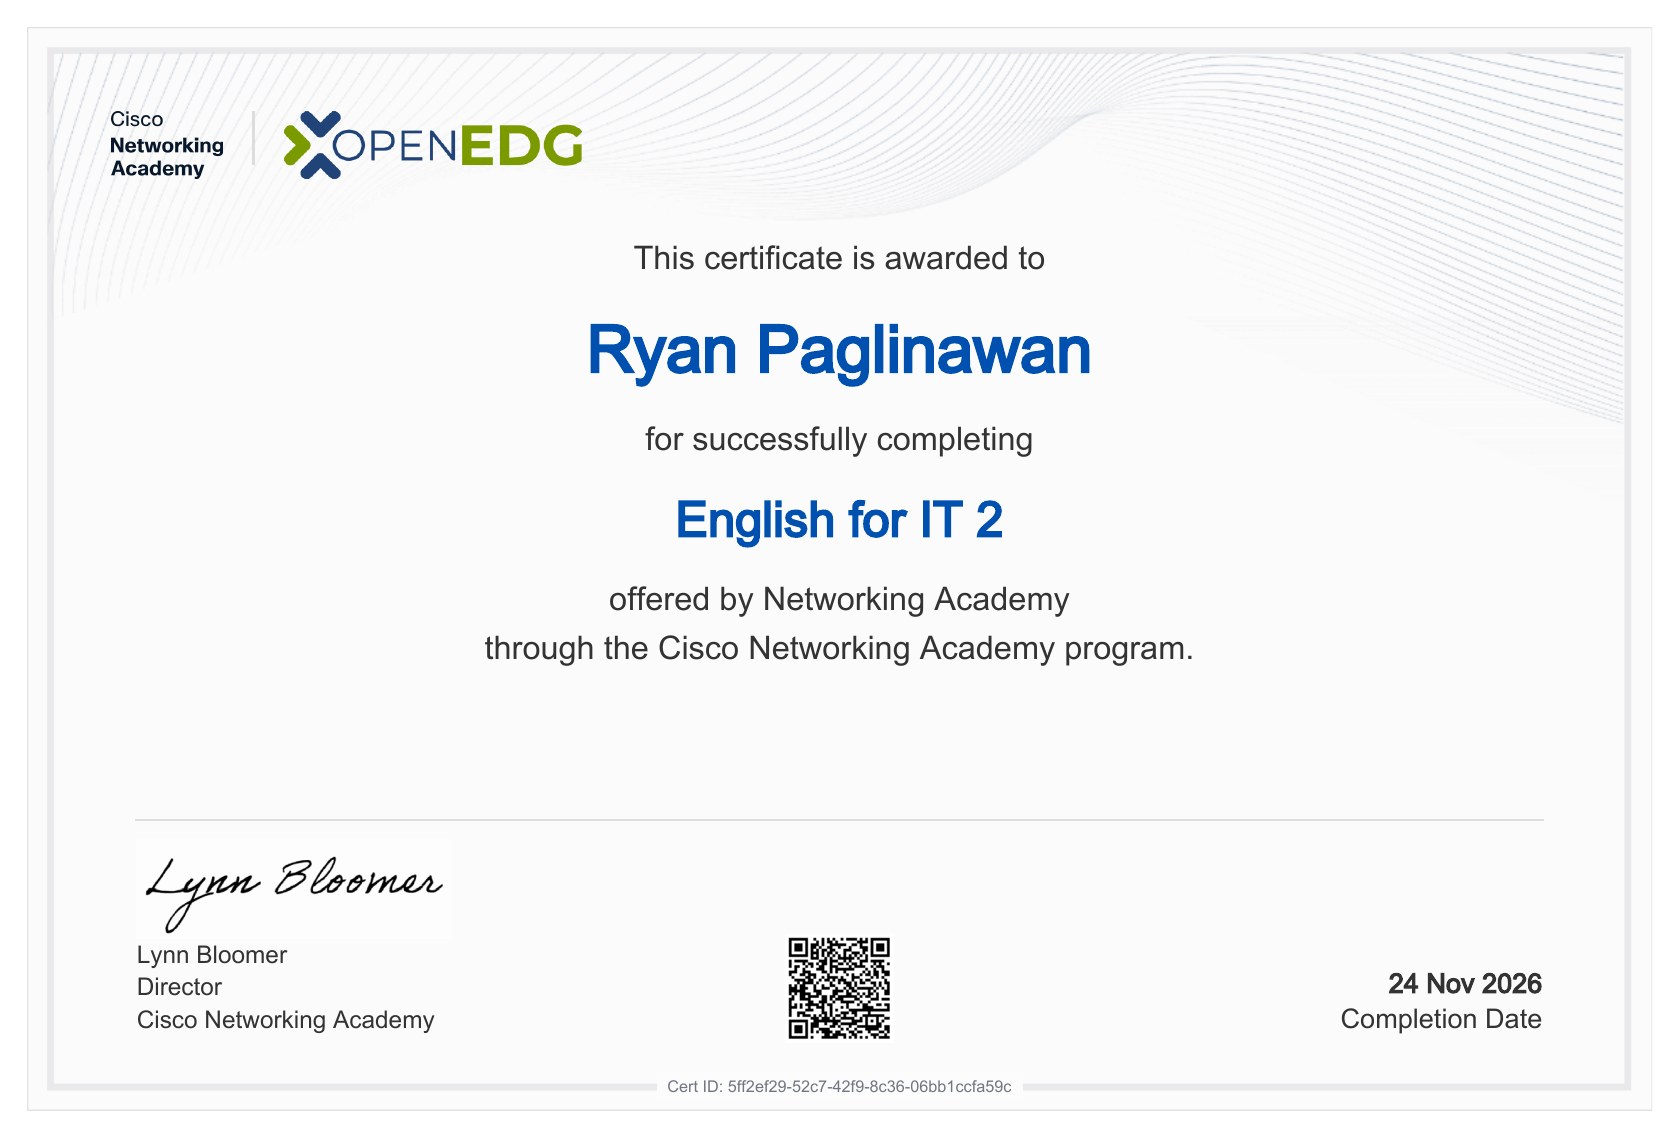 Cisco
Networking
Academy
OPENEDG
This certificate is awarded to
Ryan Paglinawan
for successfully completing
English for IT 2
offered by Networking Academy
through the Cisco Networking Academy program.
Lynn Bloomer
Lynn Bloomer
Director
Cisco Networking Academy
24 Nov 2026
Completion Date
Cert ID: 5ff2ef29-52c7-42f9-8c36-06bb1ccfa59c